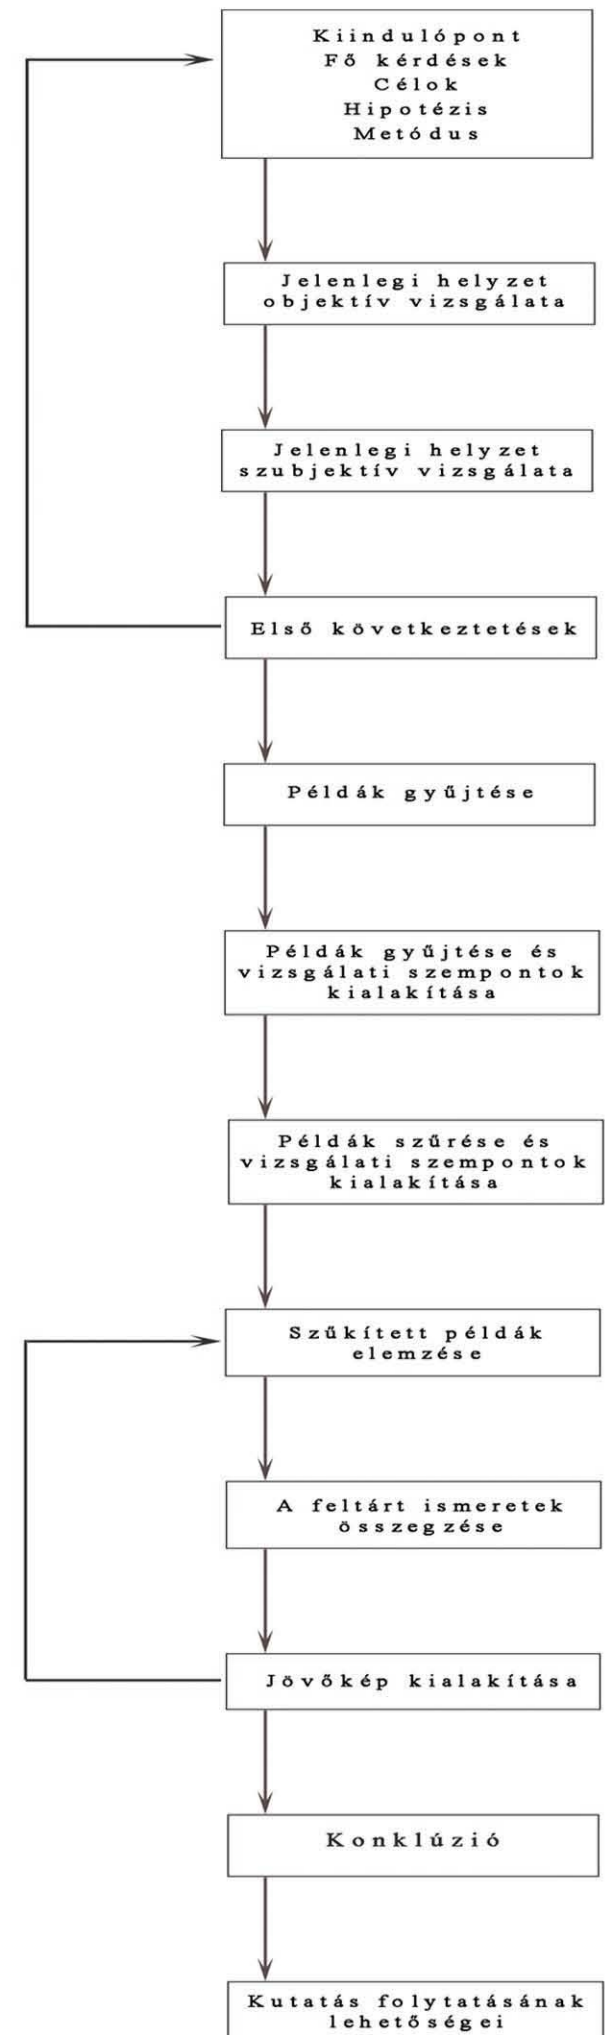 Kiindulópont
Fő kérdések
Célok
Hipotézis
Metódus
Jelenlegi helyzet
objektív vizsgálata
Jelenlegi helyzet
szubjektív vizsgálata
Első következtetések
Példák gyűjtése
Példák gyűjtése és
vizsgálati szempontok
kialakítása
Példák szűrése és
vizsgálati szempontok
kialakítása
Szűkített példák
elemzése
A feltárt ismeretek
összegzése
Jövőkép kialakítása
Konklúzió
Kutatás folytatásának
lehetőségei